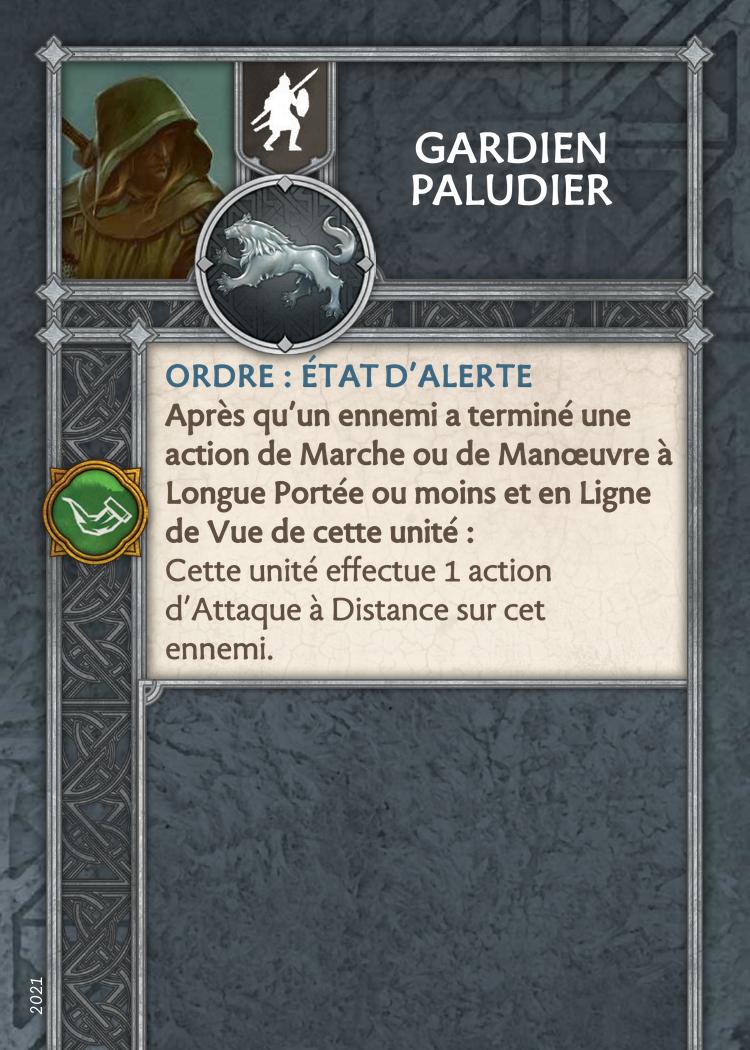 GARDIEN
PALUDIER
ORDRE : ÉTAT D'ALERTE
Après qu'un ennemi a terminé une
action de Marche ou de Manœuvre à
Longue Portée ou moins et en Ligne
de Vue de cette unité :
Cette unité effectue 1 action
d'Attaque à Distance sur cet
ennemi.
2021